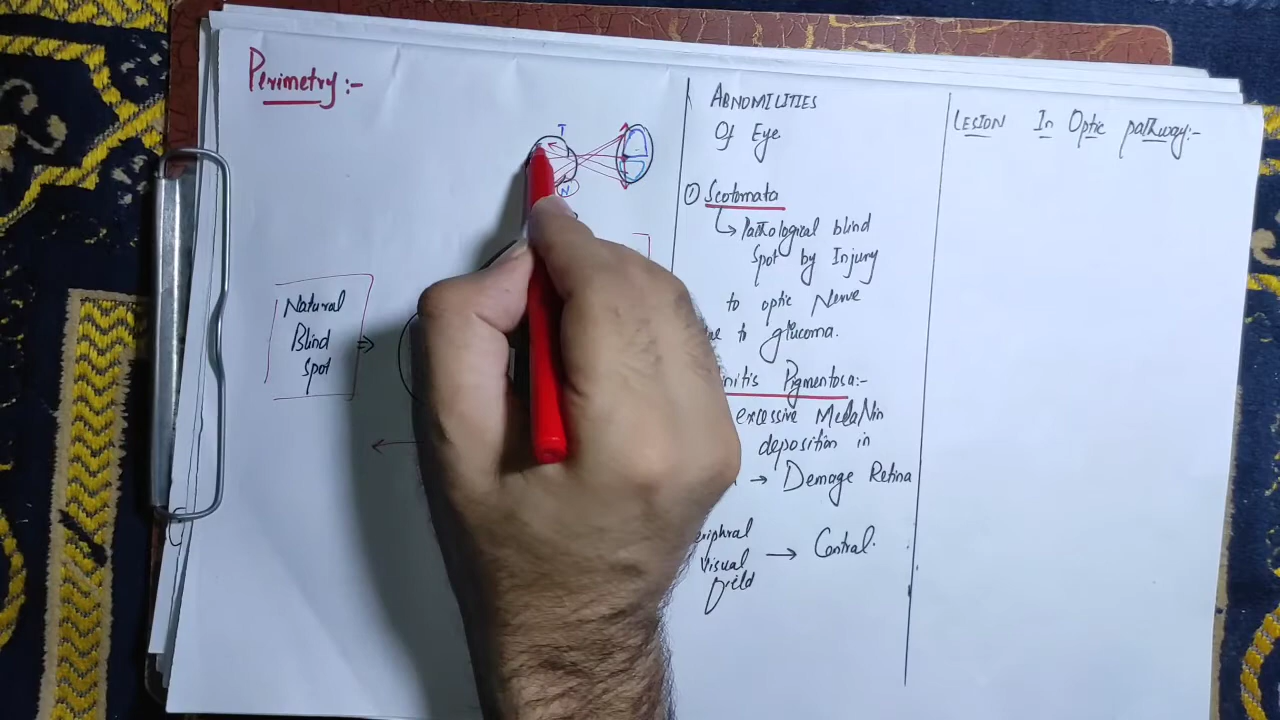 Perimetry:-
T
N
Natural
Blind
Spot
ABNOMILITIES
Of Eye
① Scotomata
Pathological blind
Spot by Injury
to optic Nerve
to glucoma.
Pigmentosa:-
excessive MelaNin
deposition in
→ Demage Retina
Visual → Contral.
field
LESION In Optic pathway:-